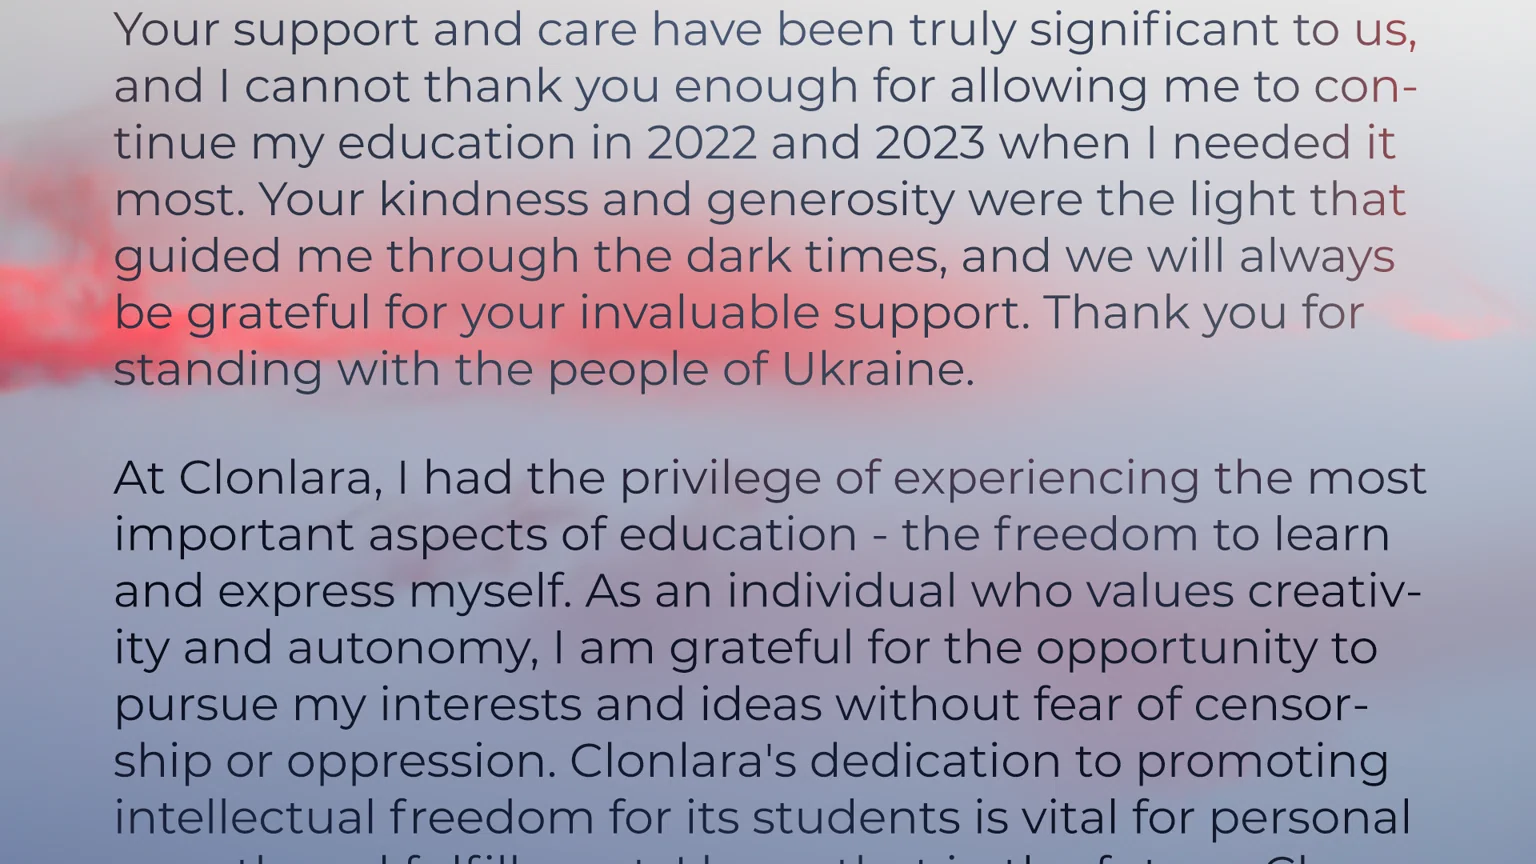 Your support and care have been truly significant to us,
and I cannot thank you enough for allowing me to con-
tinue my education in 2022 and 2023 when I needed it
most. Your kindness and generosity were the light that
guided me through the dark times, and we will always
be grateful for your invaluable support. Thank you for
standing with the people of Ukraine.
At Clonlara, I had the privilege of experiencing the most
important aspects of education - the freedom to learn
and express myself. As an individual who values creativ-
ity and autonomy, I am grateful for the opportunity to
pursue my interests and ideas without fear of censor-
ship or oppression. Clonlara's dedication to promoting
intellectual freedom for its students is vital for personal